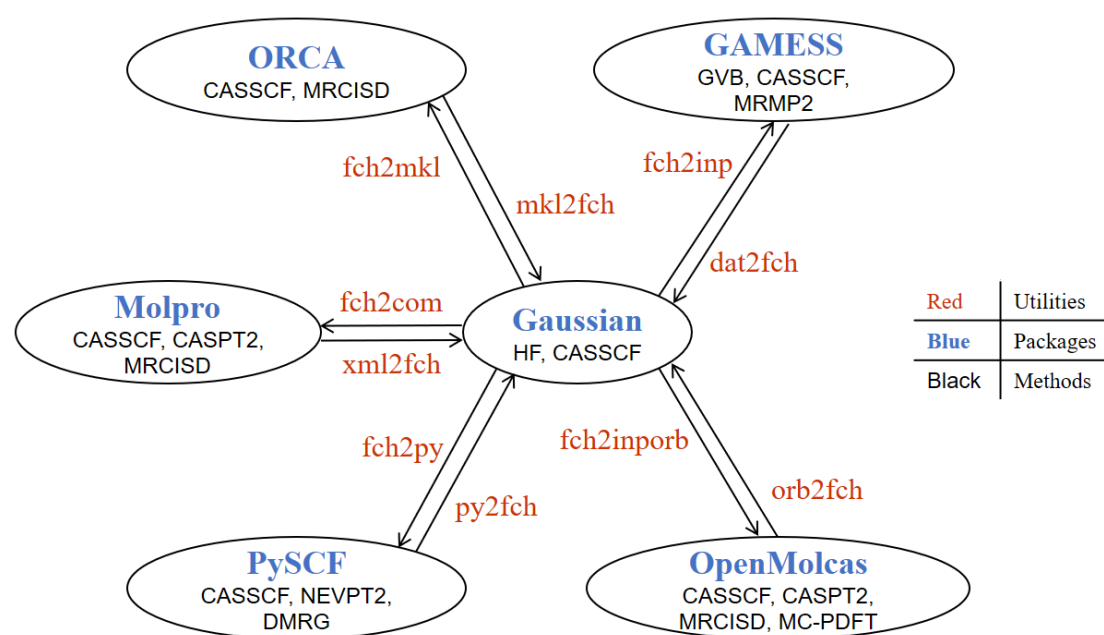 ORCA
CASSCF, MRCISD
GAMESS
GVB, CASSCF,
MRMP2
fch2mkl
mkl2fch
fch2inp
dat2fch
Molpro
CASSCF, CASPT2,
MRCISD
fch2com
xml2fch
Gaussian
HF, CASSCF
Red Utilities
Blue Packages
Black Methods
fch2py
py2fch
fch2inporb
orb2fch
PySCF
CASSCF, NEVPT2,
DMRG
OpenMolcas
CASSCF, CASPT2,
MRCISD, MC-PDFT